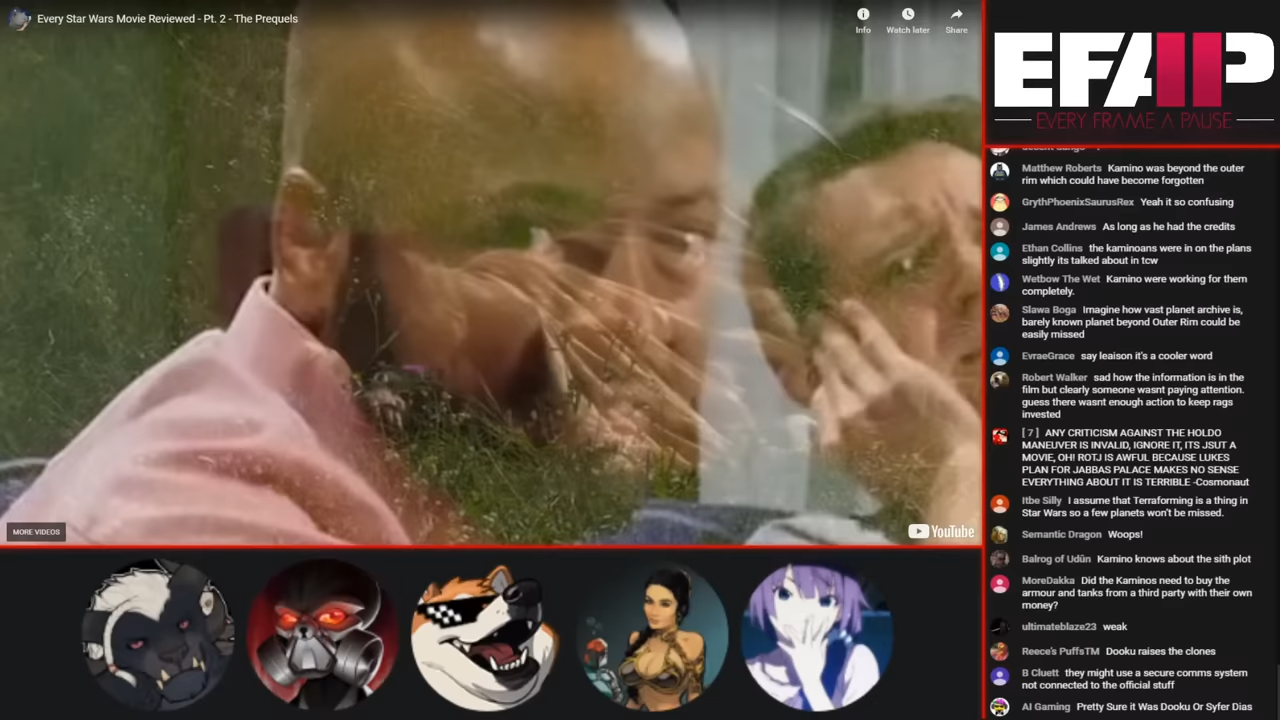 Every Star Wars Movie Reviewed - Pt. 2 - The Prequels
Info
Watch later
Share
MORE VIDEOS
YouTube
EFAP
EVERY FRAME A PAUSE
Matthew Roberts Kamino was beyond the outer
rim which could have become forgotten
GrythPhoenixSaurusRex Yeah it so confusing
James Andrews As long as he had the credits
Ethan Collins the kaminoans were in on the plans
slightly its talked about in tcw
Wetbow The Wet Kamino were working for them
completely.
Slawa Boga Imagine how vast planet archive is,
barely known planet beyond Outer Rim could be
easily missed
EvraeGrace say leaison it's a cooler word
Robert Walker sad how the information is in the
film but clearly someone wasnt paying attention.
guess there wasnt enough action to keep rags
invested
[ 7 ] ANY CRITICISM AGAINST THE HOLDO
MANEUVER IS INVALID, IGNORE IT, ITS JSUT A
MOVIE, OH! ROTJ IS AWFUL BECAUSE LUKES
PLAN FOR JABBAS PALACE MAKES NO SENSE
EVERYTHING ABOUT IT IS TERRIBLE -Cosmonaut
Itbe Silly I assume that Terraforming is a thing in
Star Wars so a few planets won't be missed.
Semantic Dragon Woops!
Balrog of Udûn Kamino knows about the sith plot
MoreDakka Did the Kaminos need to buy the
armour and tanks from a third party with their own
money?
ultimateblaze23 weak
Reece's PuffsTM Dooku raises the clones
B Cluett they might use a secure comms system
not connected to the official stuff
AI Gaming Pretty Sure it Was Dooku Or Syfer Dias